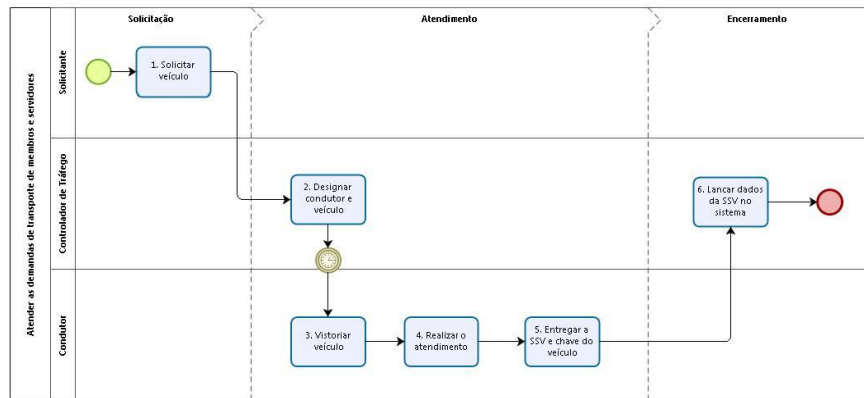 Solicitação
Atendimento
Encerramento
Atender as demandas de transporte de membros e servidores
Solicitante
1. Solicitar
veículo
Controlador de Tráfego
2. Designar
condutor e
veículo
6. Lancar dados
da SSV no
sistema
Condutor
3. Vistoriar
veículo
4. Realizar o
atendimento
5. Entregar a
SSV e chave do
veículo